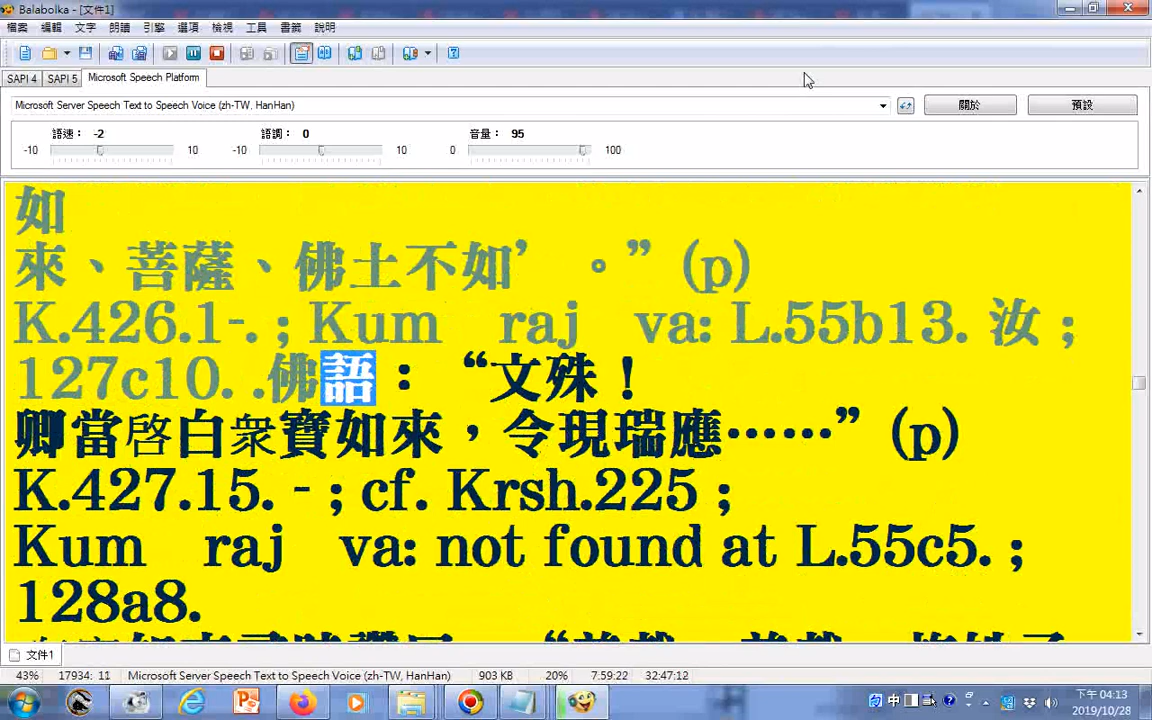 Balabolka - [文件1]
檔案 編輯 文字 朗讀 引擎 選項 檢視 工具 書籤 說明
SAPI 4 SAPI 5 Microsoft Speech Platform
Microsoft Server Speech Text to Speech Voice (zh-TW, HanHan) 關於 預設
語速： -2 語調： 0 音量： 95
-10 10 -10 10 0 100
如
來、菩薩、佛土不如’ 。”(p)
K.426.1-. ; Kum raj va: L.55b13. 汝 ;
127c10. .佛語： “文殊！
卿當啓白衆寶如來，令現瑞應……”(p)
K.427.15. - ; cf. Krsh.225 ;
Kum raj va: not found at L.55c5. ;
128a8.
文件1
43% 17934: 11 Microsoft Server Speech Text to Speech Voice (zh-TW, HanHan) 903 KB 20% 7:59:22 32:47:12
中 下午 04:13
2019/10/28